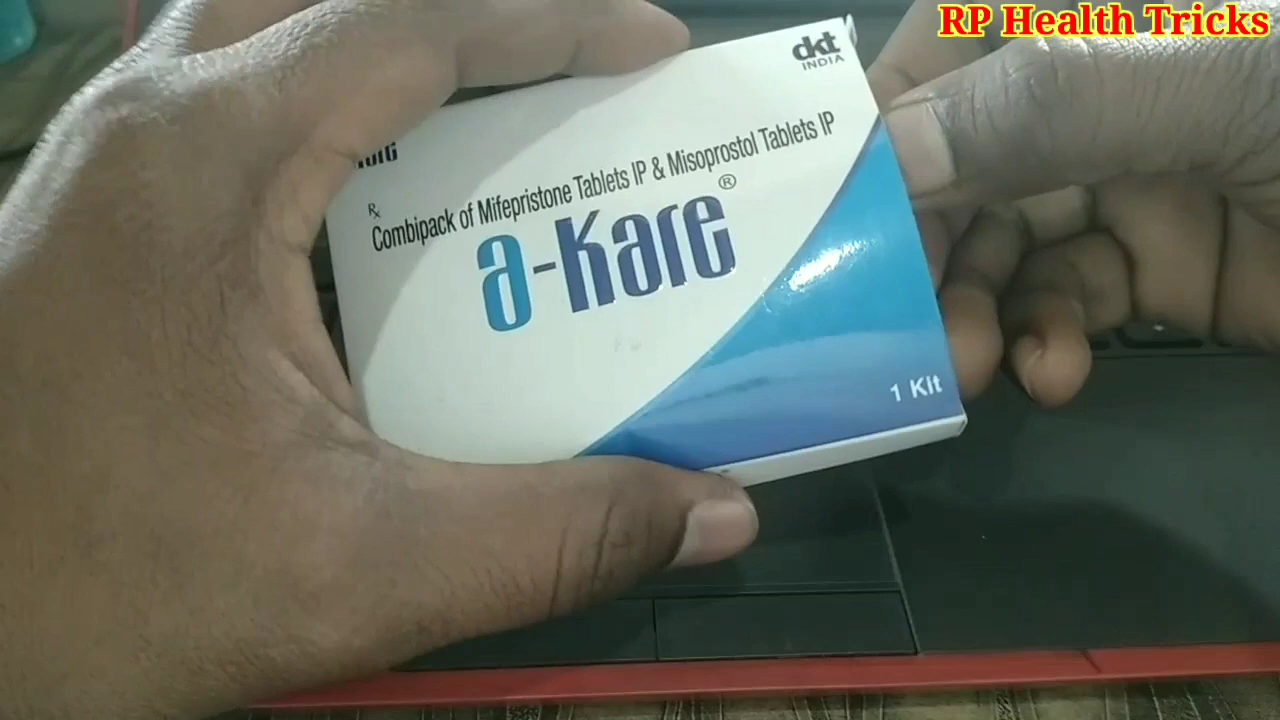 RP Health Tricks
dkt
INDIA
Rx
Combipack of Mifepristone Tablets IP & Misoprostol Tablets IP
a-Kare®
1 Kit